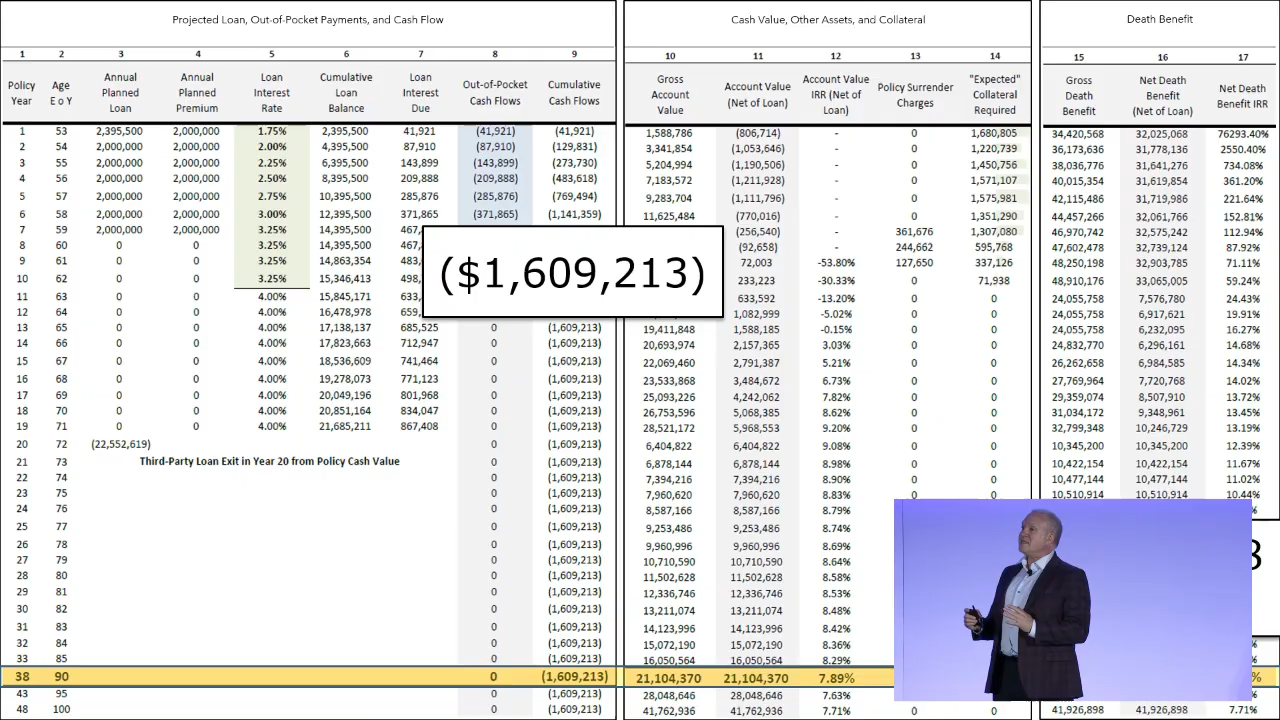 Projected Loan, Out-of-Pocket Payments, and Cash Flow Cash Value, Other Assets, and Collateral Death Benefit
1 2 3 4 5 6 7 8 9 10 11 12 13 14 15 16 17
Policy Year Age E o Y Annual Planned Loan Annual Planned Premium Loan Interest Rate Cumulative Loan Balance Loan Interest Due Out-of-Pocket Cash Flows Cumulative Cash Flows Gross Account Value Account Value (Net of Loan) Account Value IRR (Net of Loan) Policy Surrender Charges "Expected" Collateral Required Gross Death Benefit Net Death Benefit (Net of Loan) Net Death Benefit IRR
1 53 2,395,500 2,000,000 1.75% 2,395,500 41,921 (41,921) (41,921) 1,588,786 (806,714) - 0 1,680,805 34,420,568 32,025,068 76293.40%
2 54 2,000,000 2,000,000 2.00% 4,395,500 87,910 (87,910) (129,831) 3,341,854 (1,053,646) - 0 1,220,739 36,173,636 31,778,136 2550.40%
3 55 2,000,000 2,000,000 2.25% 6,395,500 143,899 (143,899) (273,730) 5,204,994 (1,190,506) - 0 1,450,756 38,036,776 31,641,276 734.08%
4 56 2,000,000 2,000,000 2.50% 8,395,500 209,888 (209,888) (483,618) 7,183,572 (1,211,928) - 0 1,571,107 40,015,354 31,619,854 361.20%
5 57 2,000,000 2,000,000 2.75% 10,395,500 285,876 (285,876) (769,494) 9,283,704 (1,111,796) - 0 1,575,981 42,115,486 31,719,986 221.64%
6 58 2,000,000 2,000,000 3.00% 12,395,500 371,865 (371,865) (1,141,359) 11,625,484 (770,016) - 0 1,351,290 44,457,266 32,061,766 152.81%
7 59 2,000,000 2,000,000 3.25% 14,395,500 467, (256,540) - 361,676 1,307,080 46,970,742 32,575,242 112.94%
8 60 0 0 3.25% 14,395,500 467, (92,658) - 244,662 595,768 47,602,478 32,739,124 87.92%
9 61 0 0 3.25% 14,863,354 483, 72,003 -53.80% 127,650 337,126 48,250,198 32,903,785 71.11%
10 62 0 0 3.25% 15,346,413 498, 233,223 -30.33% 0 71,938 48,910,176 33,065,005 59.24%
($1,609,213)
11 63 0 0 4.00% 15,845,171 633, 633,592 -13.20% 0 0 24,055,758 7,576,780 24.43%
12 64 0 0 4.00% 16,478,978 659, 1,082,999 -5.02% 0 0 24,055,758 6,917,621 19.91%
13 65 0 0 4.00% 17,138,137 685,525 0 (1,609,213) 19,411,848 1,588,185 -0.15% 0 0 24,055,758 6,232,095 16.27%
14 66 0 0 4.00% 17,823,663 712,947 0 (1,609,213) 20,693,974 2,157,365 3.03% 0 0 24,832,770 6,296,161 14.68%
15 67 0 0 4.00% 18,536,609 741,464 0 (1,609,213) 22,069,460 2,791,387 5.21% 0 0 26,262,658 6,984,585 14.34%
16 68 0 0 4.00% 19,278,073 771,123 0 (1,609,213) 23,533,868 3,484,672 6.73% 0 0 27,769,964 7,720,768 14.02%
17 69 0 0 4.00% 20,049,196 801,968 0 (1,609,213) 25,093,226 4,242,062 7.82% 0 0 29,359,074 8,507,910 13.72%
18 70 0 0 4.00% 20,851,164 834,047 0 (1,609,213) 26,753,596 5,068,385 8.62% 0 0 31,034,172 9,348,961 13.45%
19 71 0 0 4.00% 21,685,211 867,408 0 (1,609,213) 28,521,172 5,968,553 9.20% 0 0 32,799,348 10,246,729 13.19%
20 72 (22,552,619) 0 (1,609,213) 6,404,822 6,404,822 9.08% 0 0 10,345,200 10,345,200 12.39%
21 73 Third-Party Loan Exit in Year 20 from Policy Cash Value 0 (1,609,213) 6,878,144 6,878,144 8.98% 0 0 10,422,154 10,422,154 11.67%
22 74 0 (1,609,213) 7,394,216 7,394,216 8.90% 0 0 10,477,144 10,477,144 11.02%
23 75 0 (1,609,213) 7,960,620 7,960,620 8.83% 0 0 10,510,914 10,510,914 10.44%
24 76 0 (1,609,213) 8,587,166 8,587,166 8.79%
25 77 0 (1,609,213) 9,253,486 9,253,486 8.74%
26 78 0 (1,609,213) 9,960,996 9,960,996 8.69%
27 79 0 (1,609,213) 10,710,590 10,710,590 8.64%
28 80 0 (1,609,213) 11,502,628 11,502,628 8.58%
29 81 0 (1,609,213) 12,336,746 12,336,746 8.53%
30 82 0 (1,609,213) 13,211,074 13,211,074 8.48%
31 83 0 (1,609,213) 14,123,996 14,123,996 8.42%
32 84 0 (1,609,213) 15,072,190 15,072,190 8.36%
33 85 0 (1,609,213) 16,050,564 16,050,564 8.29%
38 90 0 (1,609,213) 21,104,370 21,104,370 7.89%
43 95 0 (1,609,213) 28,048,646 28,048,646 7.63%
48 100 0 (1,609,213) 41,762,936 41,762,936 7.71% 0 0 41,926,898 41,926,898 7.71%